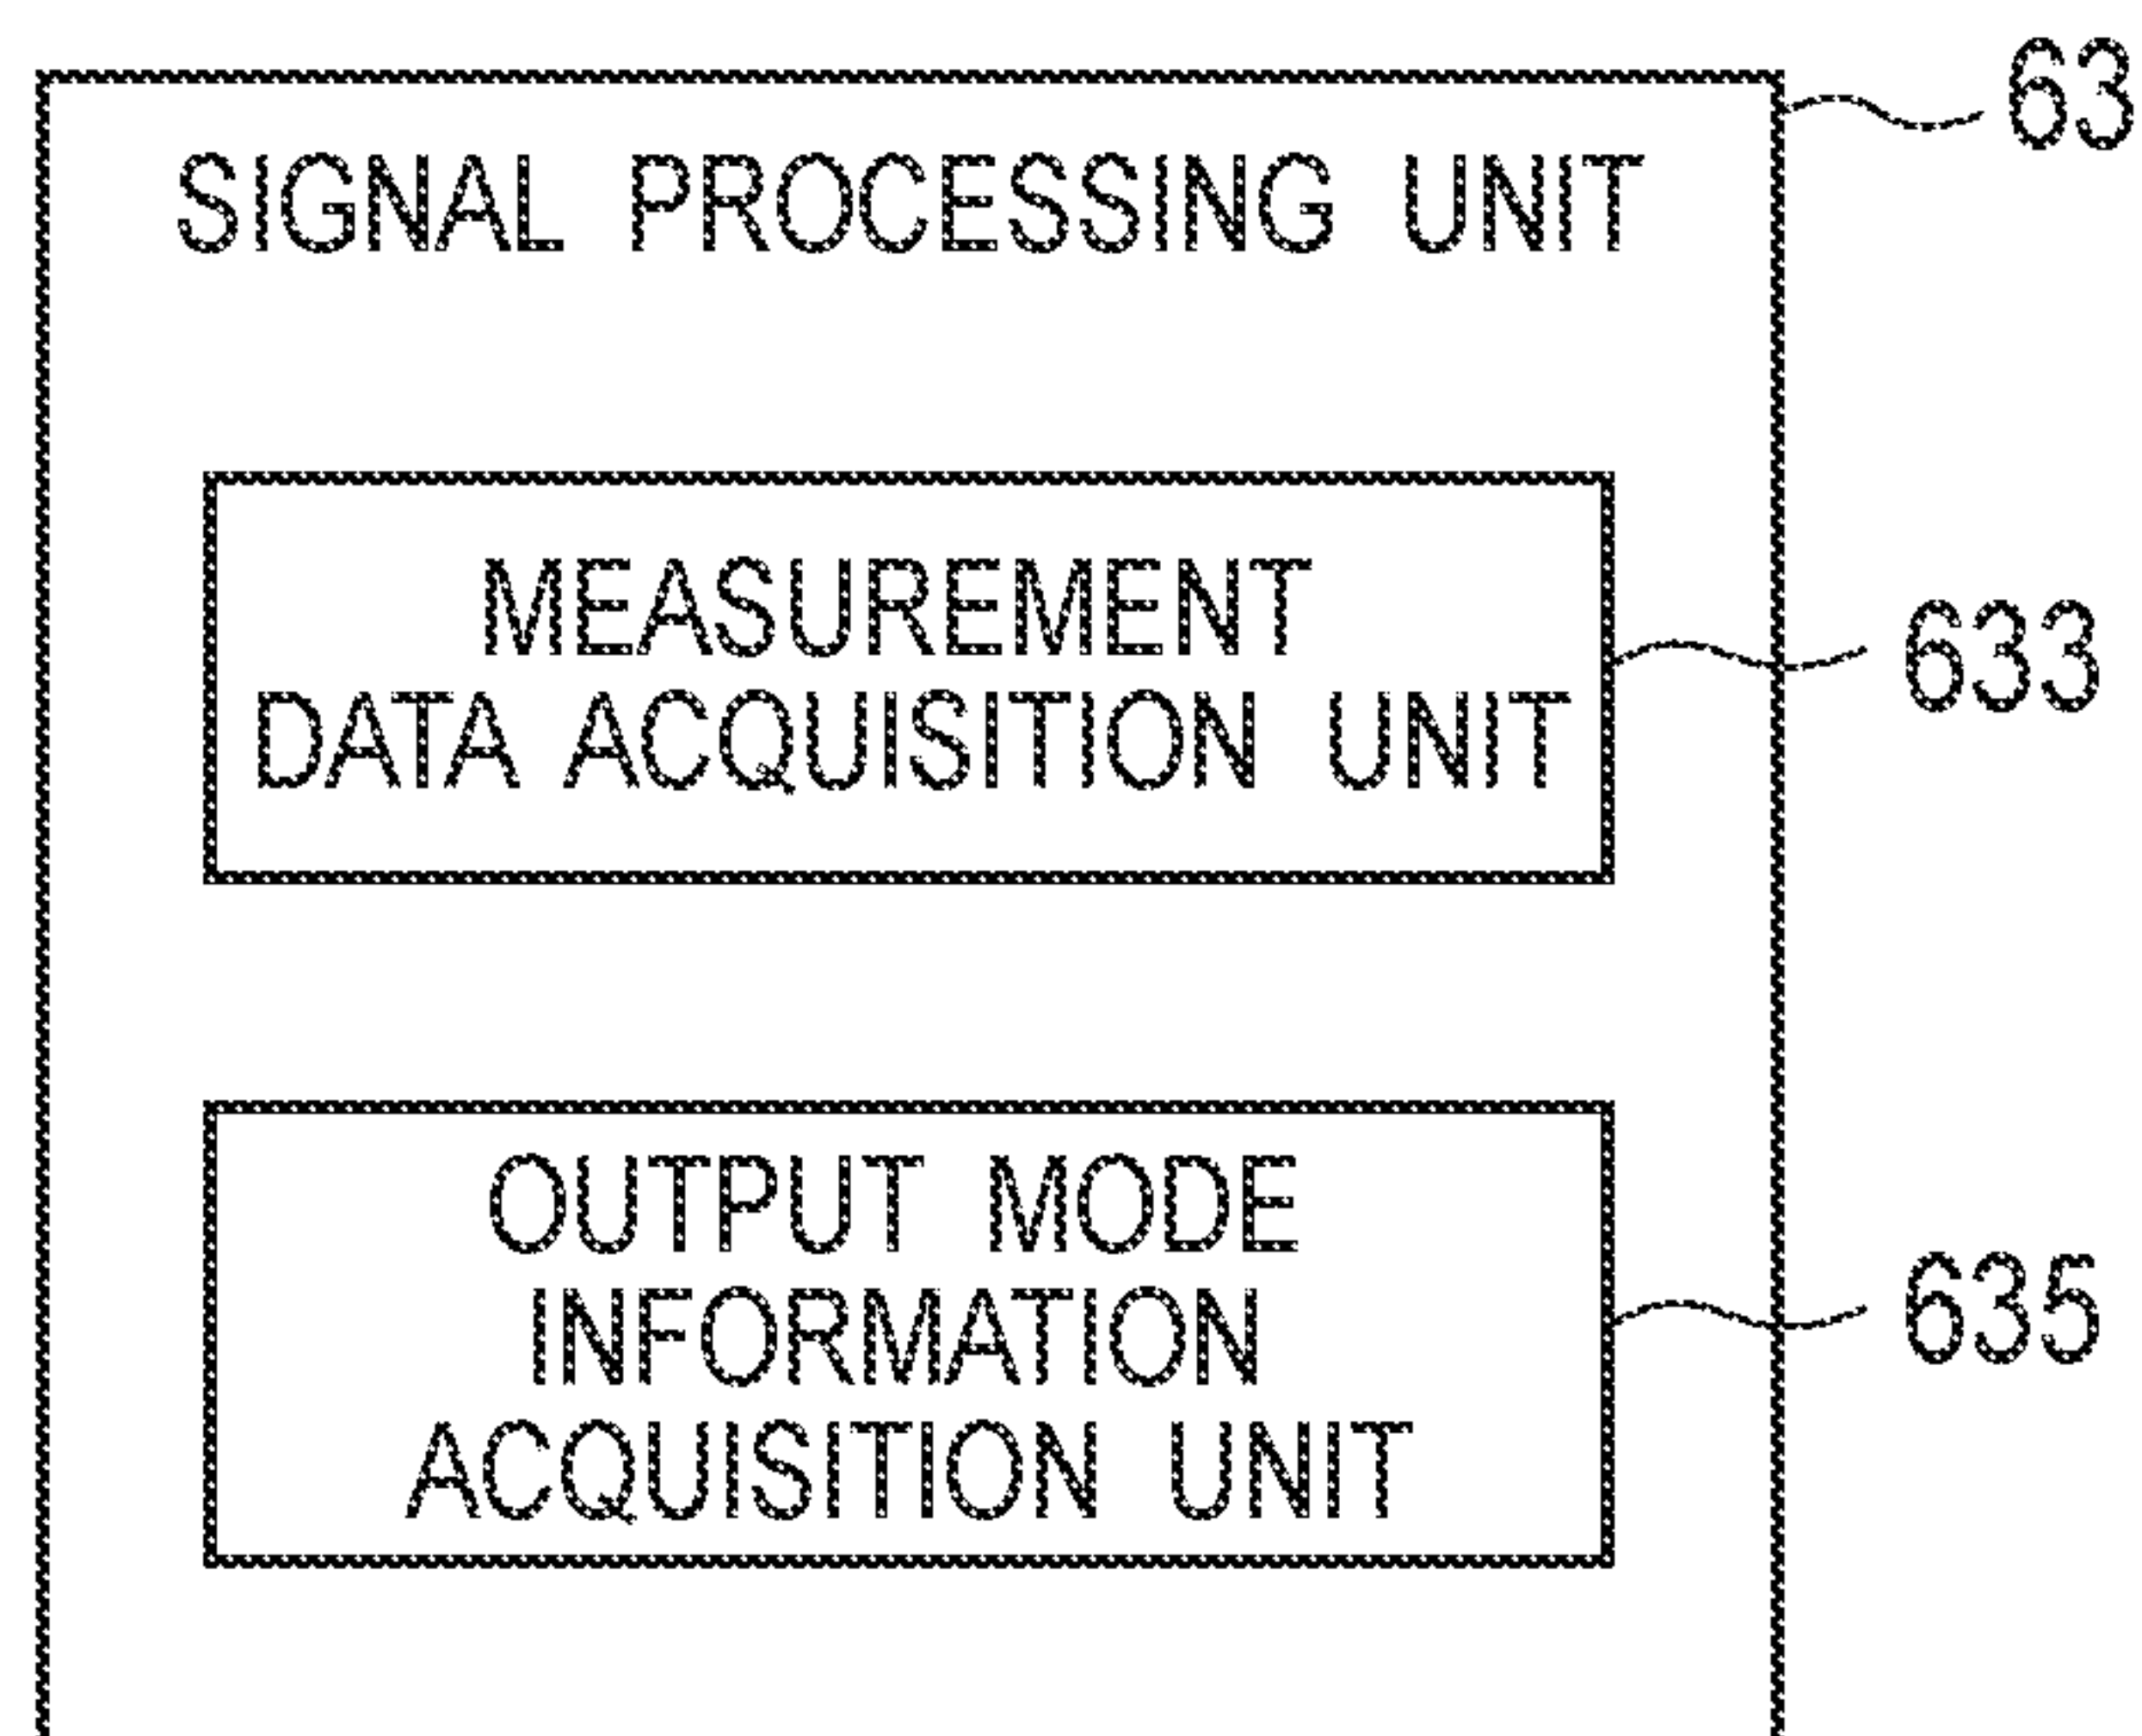 63
SIGNAL PROCESSING UNIT
MEASUREMENT
DATA ACQUISITION UNIT
633
OUTPUT MODE
INFORMATION
ACQUISITION UNIT
635